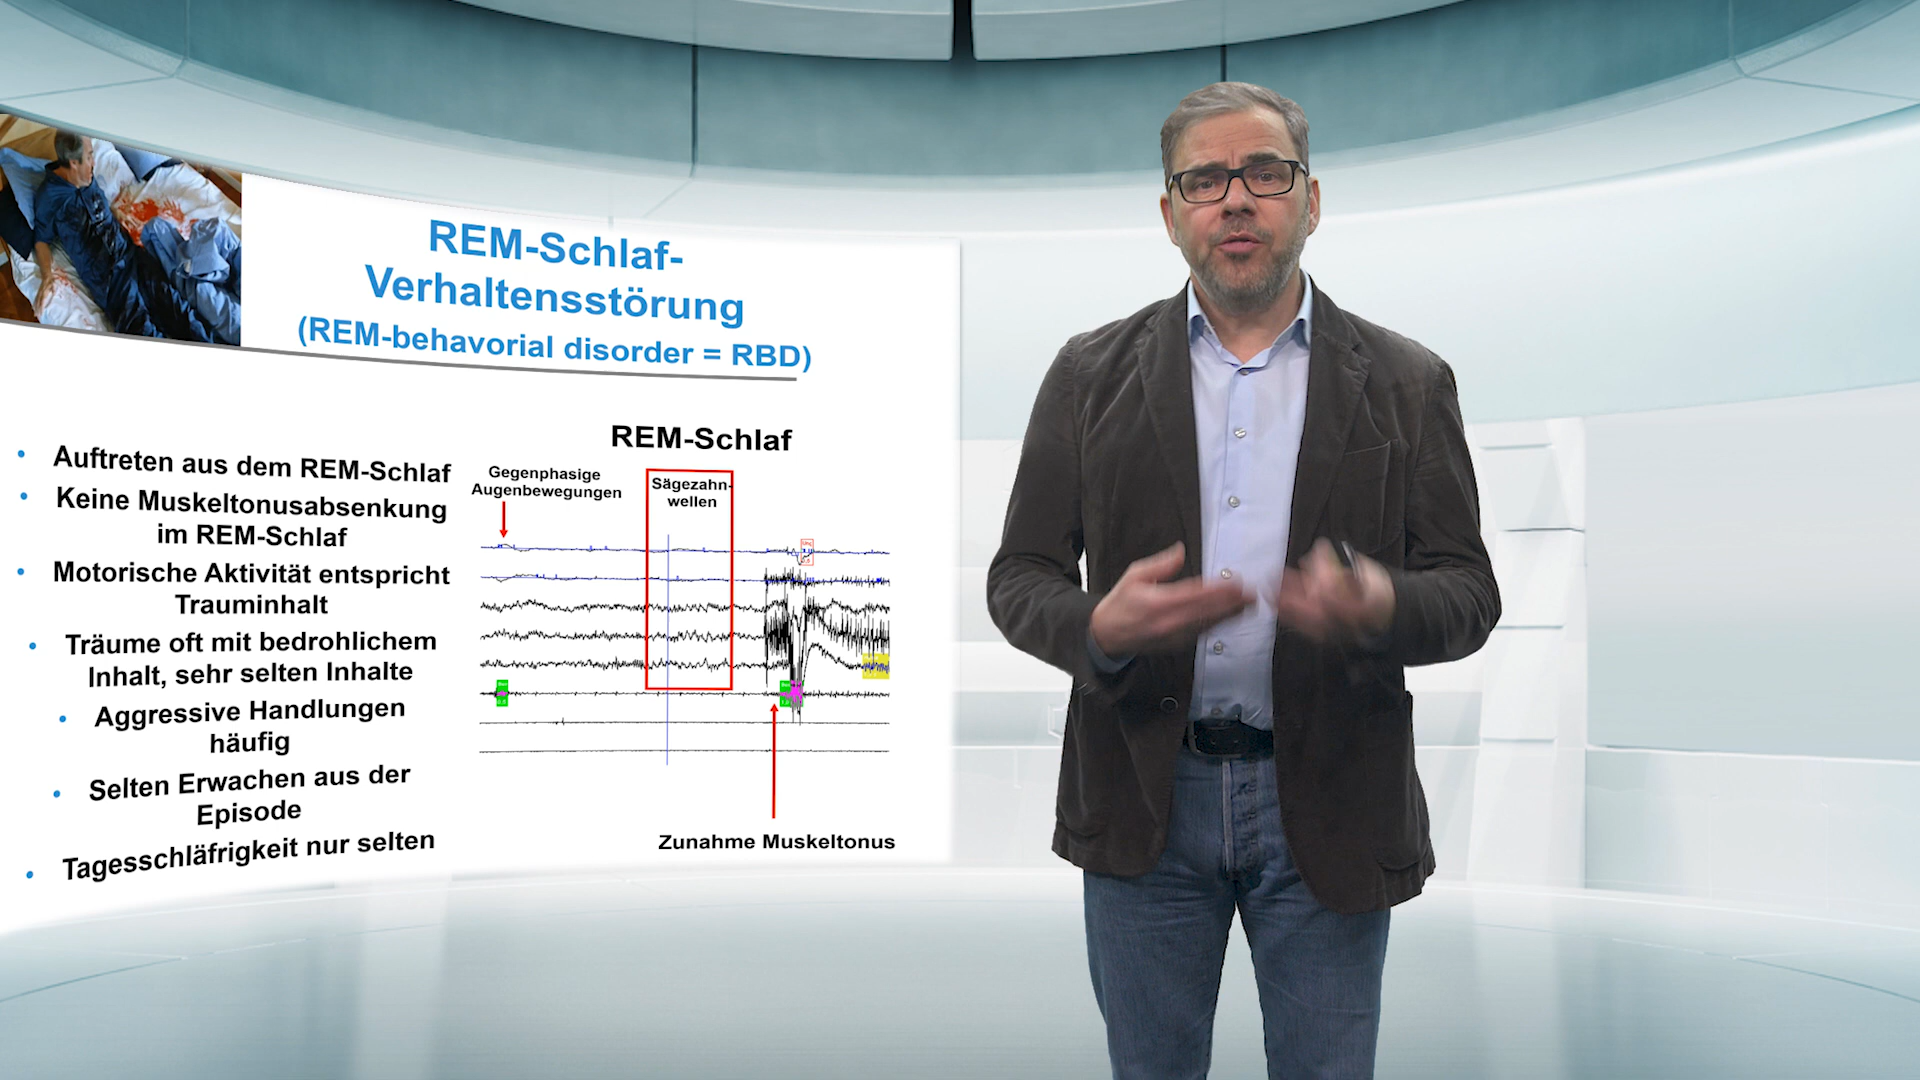 REM-Schlaf-
Verhaltensstörung
(REM-behavorial disorder = RBD)
• Auftreten aus dem REM-Schlaf
• Keine Muskeltonusabsenkung
im REM-Schlaf
• Motorische Aktivität entspricht
Trauminhalt
• Träume oft mit bedrohlichem
Inhalt, sehr selten Inhalte
• Aggressive Handlungen
häufig
• Selten Erwachen aus der
Episode
• Tagesschläfrigkeit nur selten
REM-Schlaf
Gegenphasige
Augenbewegungen
Sägezahn-
wellen
Zunahme Muskeltonus